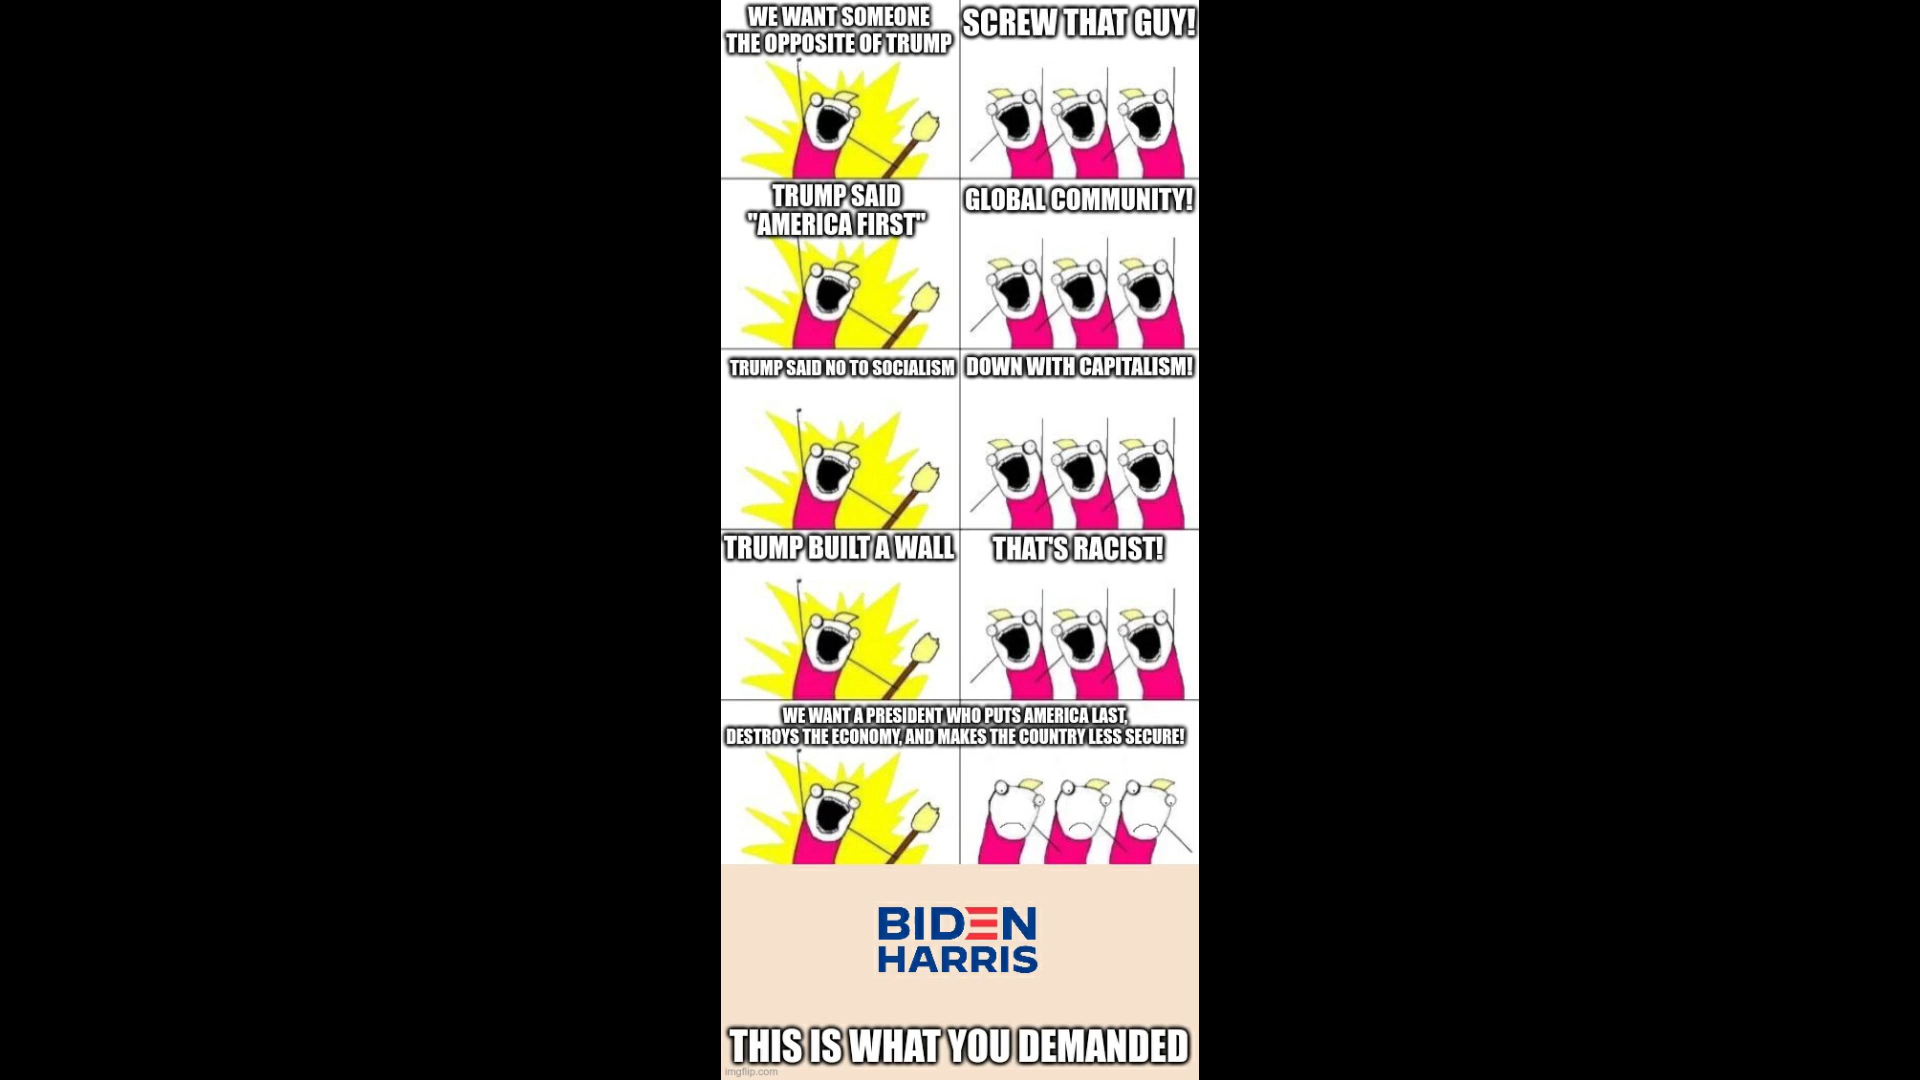 WE WANT SOMEONE
THE OPPOSITE OF TRUMP
SCREW THAT GUY!
TRUMP SAID
"AMERICA FIRST"
GLOBAL COMMUNITY!
TRUMP SAID NO TO SOCIALISM
DOWN WITH CAPITALISM!
TRUMP BUILT A WALL
THAT'S RACIST!
WE WANT A PRESIDENT WHO PUTS AMERICA LAST,
DESTROYS THE ECONOMY, AND MAKES THE COUNTRY LESS SECURE!
BIDEN
HARRIS
THIS IS WHAT YOU DEMANDED
imgflip.com